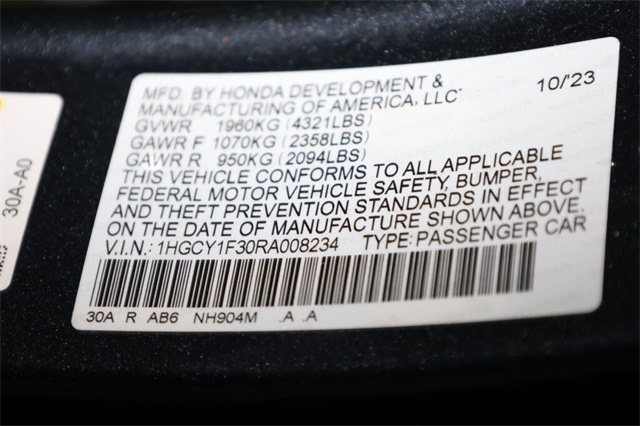 MFD. BY HONDA DEVELOPMENT &
MANUFACTURING OF AMERICA, LLC
10/'23
GVWR 1960KG (4321LBS)
GAWR F 1070KG (2358LBS)
GAWR R 950KG (2094LBS)
THIS VEHICLE CONFORMS TO ALL APPLICABLE
FEDERAL MOTOR VEHICLE SAFETY, BUMPER,
AND THEFT PREVENTION STANDARDS IN EFFECT
ON THE DATE OF MANUFACTURE SHOWN ABOVE.
V.I.N.: 1HGCY1F30RA008234 TYPE: PASSENGER CAR
30A R AB6 NH904M .A .A
30A-A0